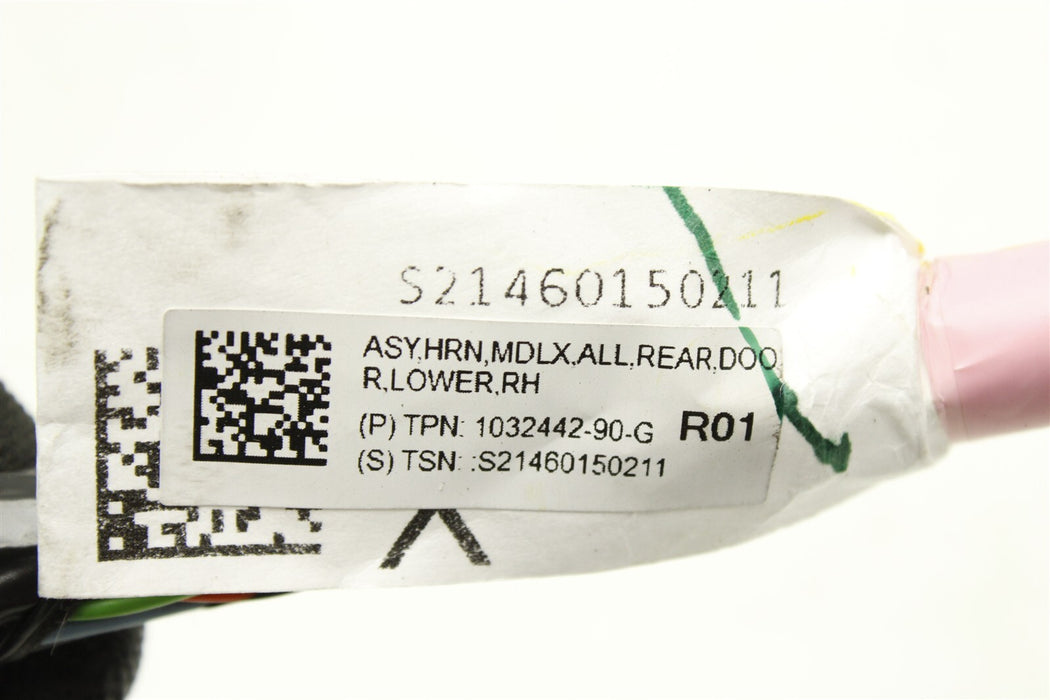 S21460150211
ASY,HRN,MDLX,ALL,REAR,DOO
R,LOWER,RH
(P) TPN: 1032442-90-G R01
(S) TSN: :S21460150211